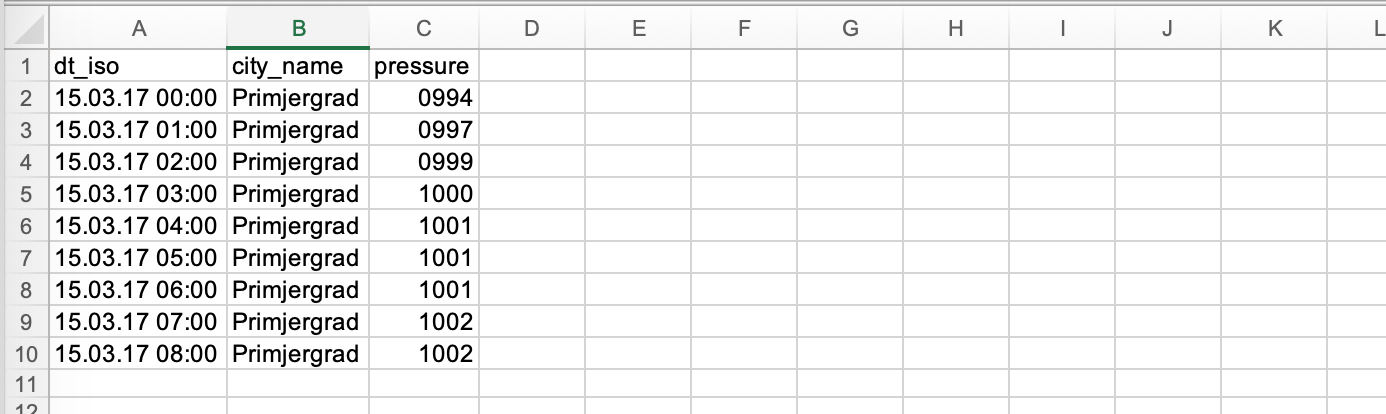 A B C D E F G H I J K L
1 dt_iso city_name pressure
2 15.03.17 00:00 Primjergrad 0994
3 15.03.17 01:00 Primjergrad 0997
4 15.03.17 02:00 Primjergrad 0999
5 15.03.17 03:00 Primjergrad 1000
6 15.03.17 04:00 Primjergrad 1001
7 15.03.17 05:00 Primjergrad 1001
8 15.03.17 06:00 Primjergrad 1001
9 15.03.17 07:00 Primjergrad 1002
10 15.03.17 08:00 Primjergrad 1002
11
12